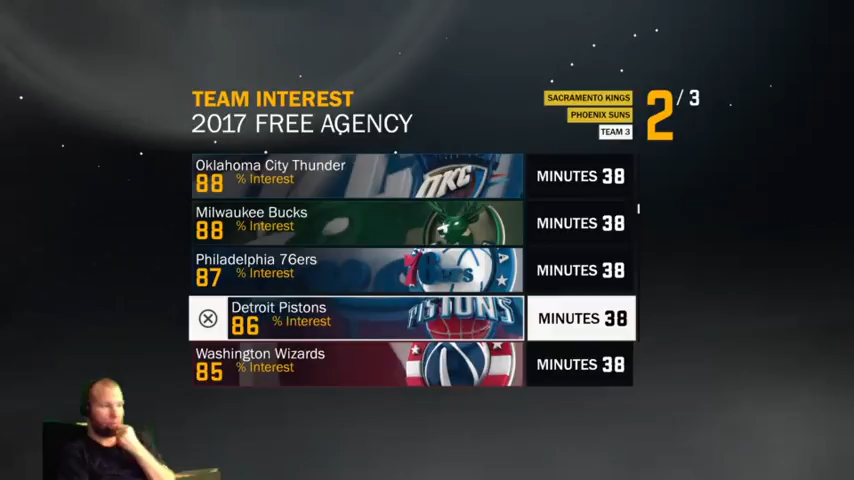 TEAM INTEREST
2017 FREE AGENCY
SACRAMENTO KINGS
PHOENIX SUNS
TEAM 3
2/3
Oklahoma City Thunder
88 % Interest
OKC
MINUTES 38
Milwaukee Bucks
88 % Interest
MINUTES 38
Philadelphia 76ers
87 % Interest
MINUTES 38
Detroit Pistons
86 % Interest
PISTONS
MINUTES 38
Washington Wizards
85 % Interest
MINUTES 38